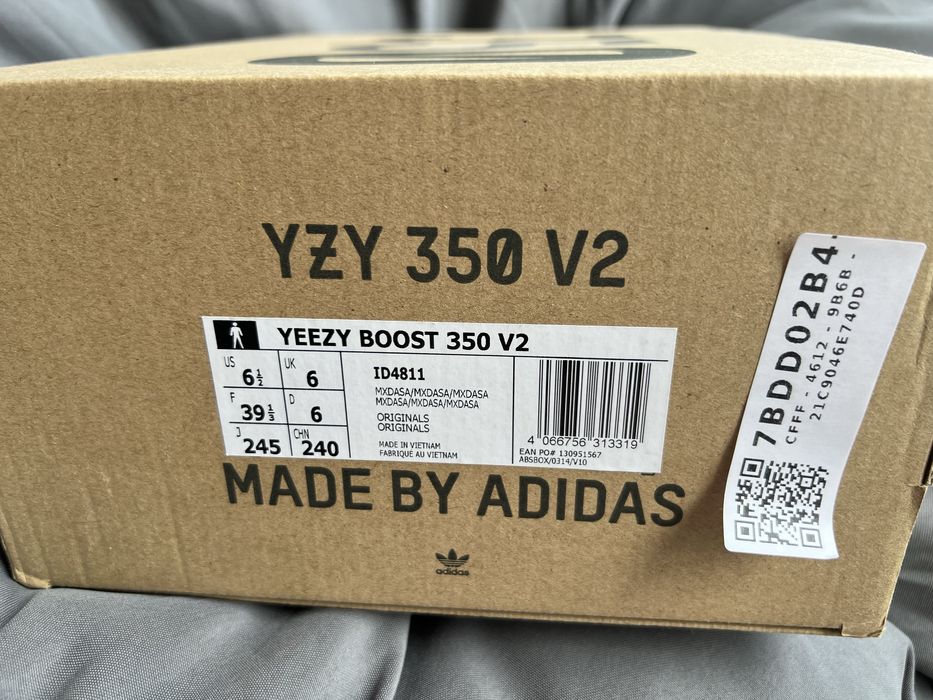 YZY 350 V2
YEEZY BOOST 350 V2
US 6½
UK 6
F 39⅓
D 6
J 245
CHN 240
ID4811
MXDASA/MXDASA/MXDASA
MXDASA/MXDASA/MXDASA
ORIGINALS
ORIGINALS
MADE IN VIETNAM
FABRIQUÉ AU VIETNAM
4 066756 313319
EAN PO# 130951567
ABSBOX/0314/V10
MADE BY ADIDAS
adidas
7BDD02B4-
CFFF - 4612 - 9B6B -
21C9046E740D